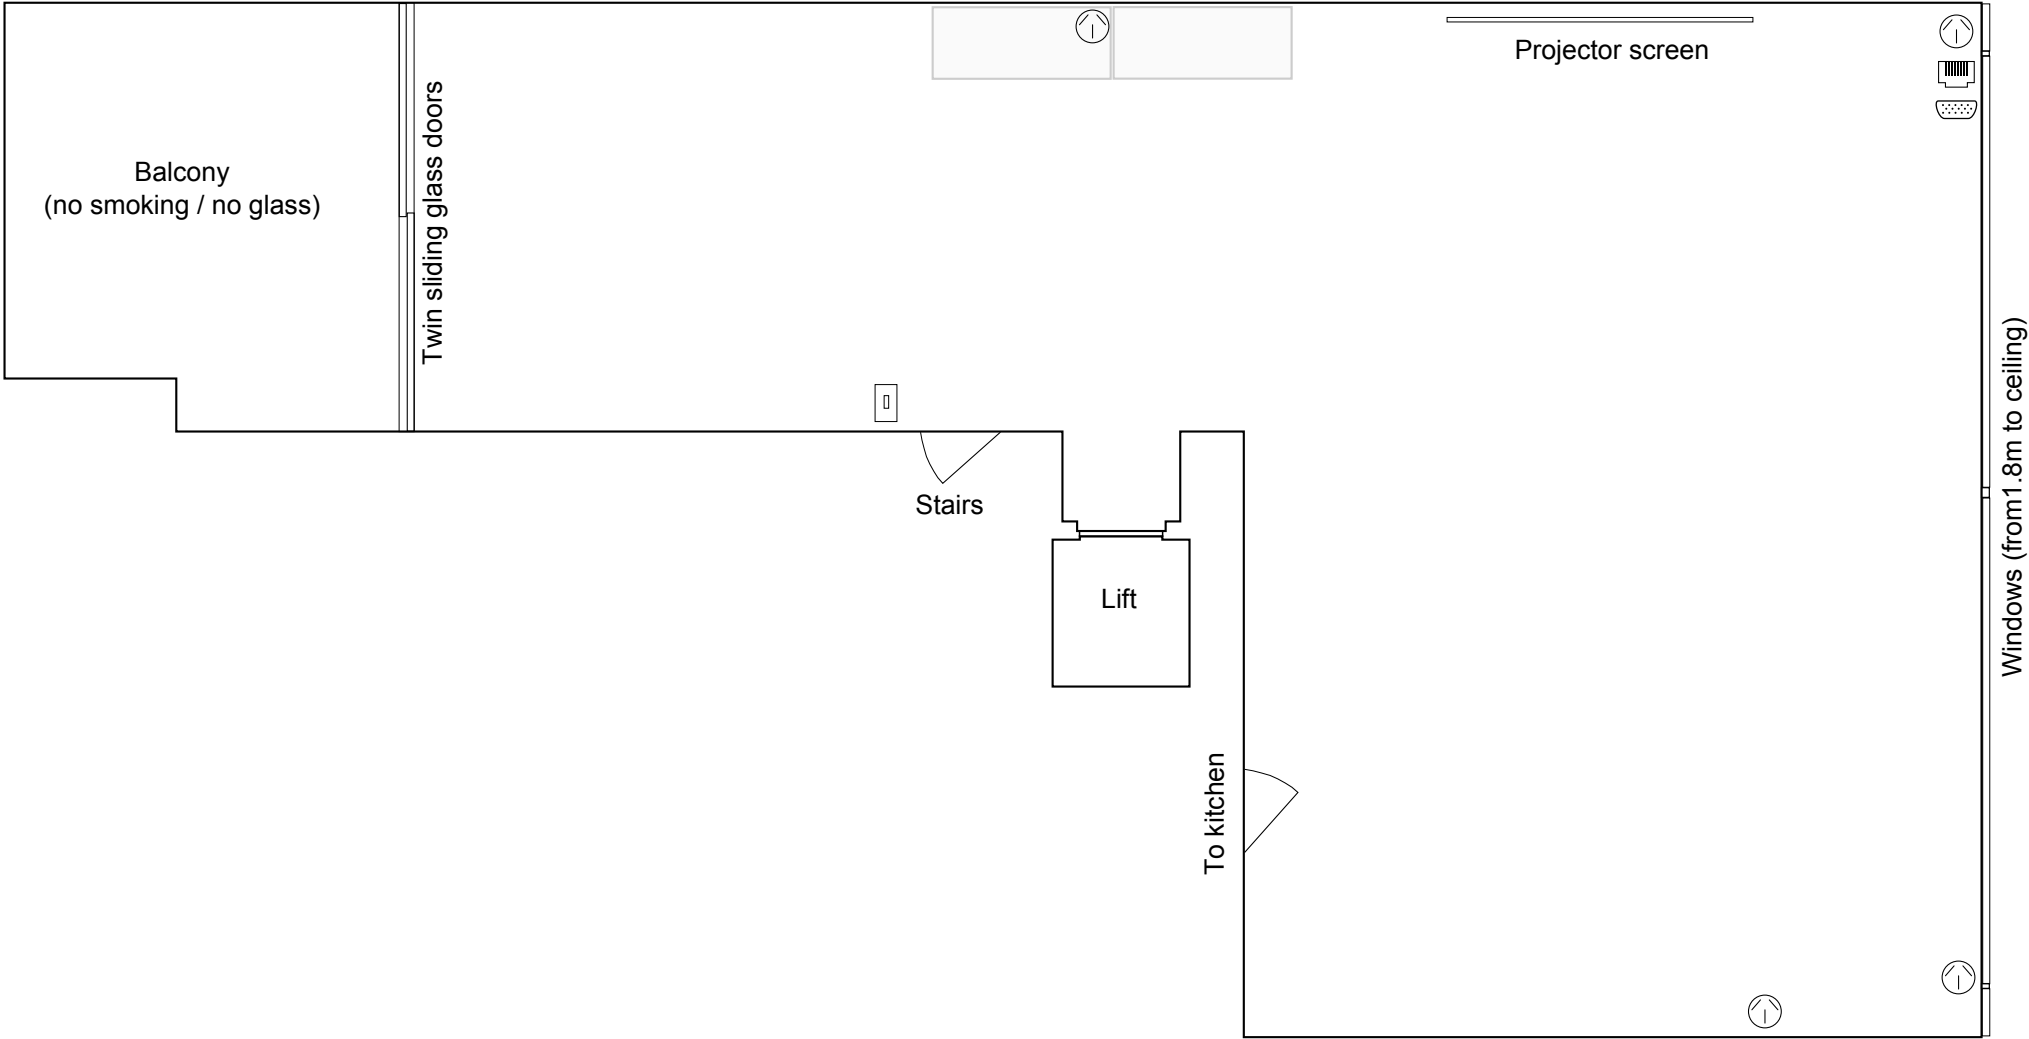 Projector screen
Balcony
(no smoking / no glass)
Twin sliding glass doors
Windows (from1.8m to ceiling)
Stairs
Lift
To kitchen